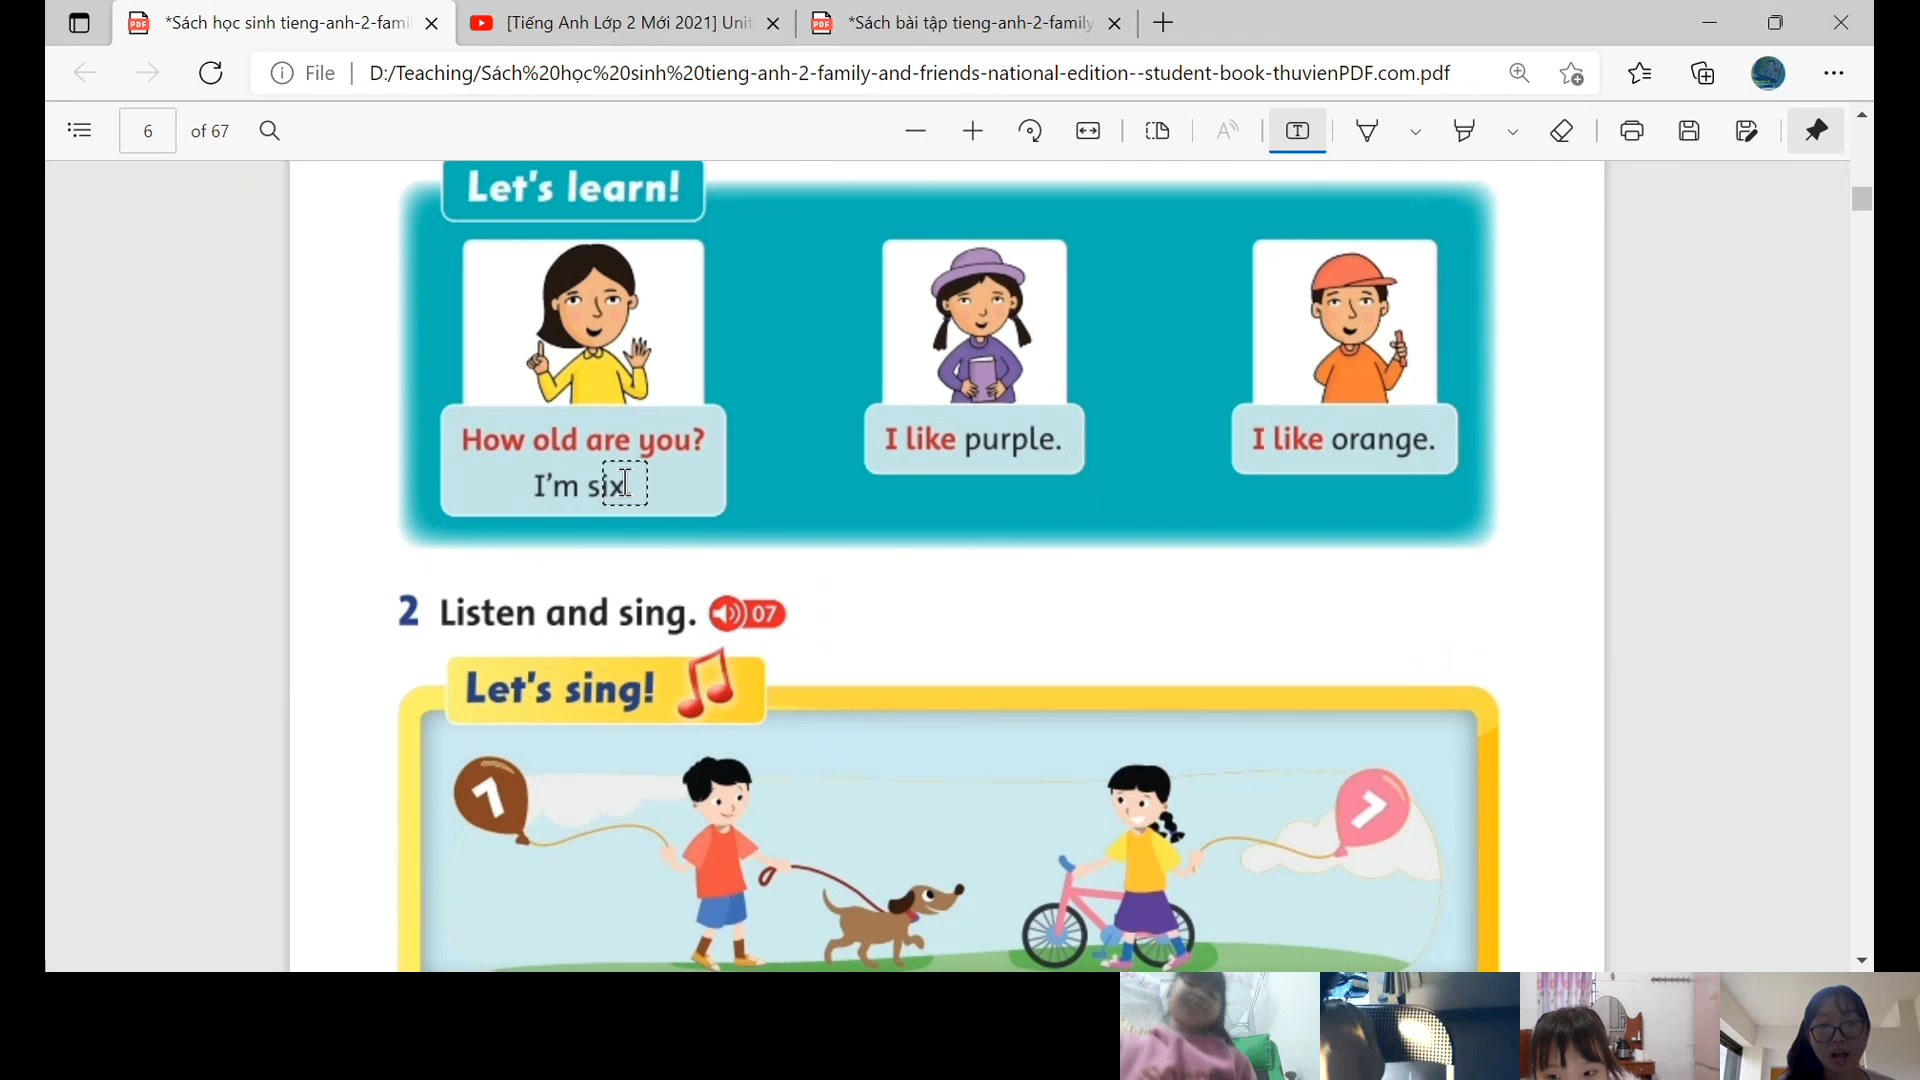 *Sách học sinh tieng-anh-2-fami
[Tiếng Anh Lớp 2 Mới 2021] Unit
*Sách bài tập tieng-anh-2-family
File
D:/Teaching/Sách%20học%20sinh%20tieng-anh-2-family-and-friends-national-edition--student-book-thuvienPDF.com.pdf
6 of 67
Let's learn!
How old are you?
I'm six
I like purple.
I like orange.
2 Listen and sing. 07
Let's sing!
7
7